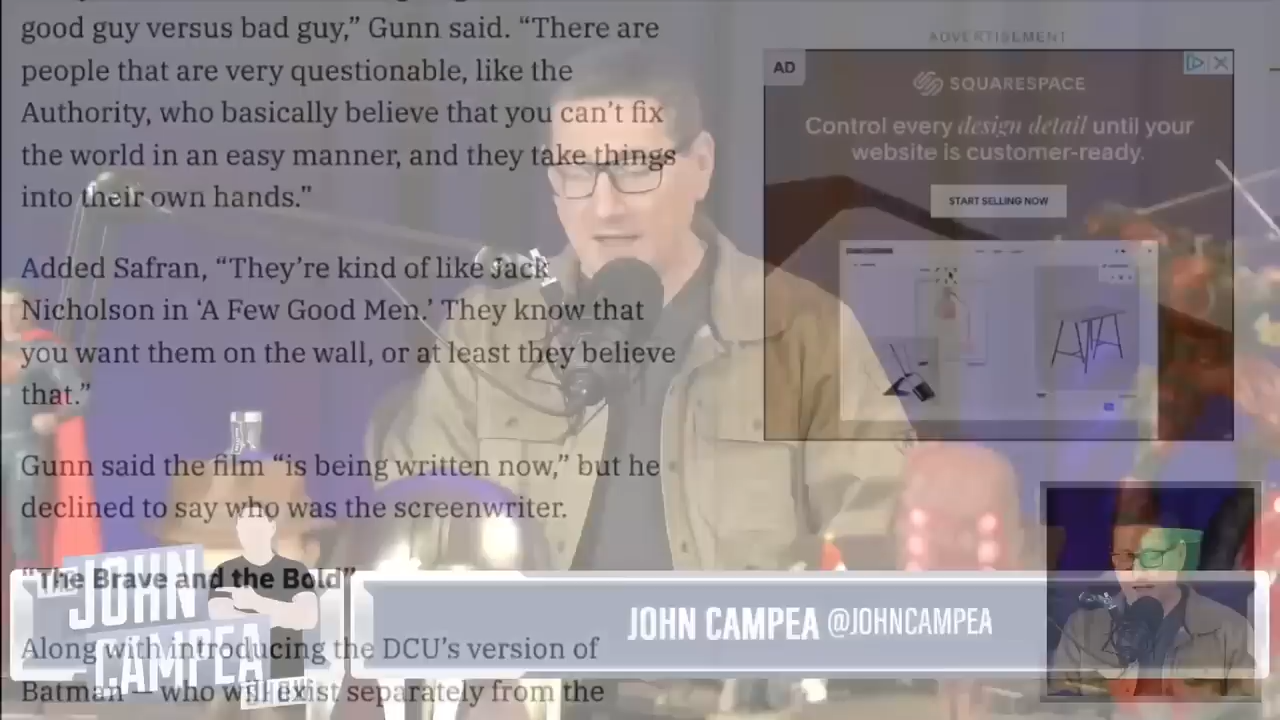 good guy versus bad guy,” Gunn said. “There are
people that are very questionable, like the
Authority, who basically believe that you can’t fix
the world in an easy manner, and they take things
into their own hands."
Added Safran, “They’re kind of like Jack
Nicholson in ‘A Few Good Men.’ They know that
you want them on the wall, or at least they believe
that.”
Gunn said the film “is being written now,” but he
declined to say who was the screenwriter.
“The Brave and the Bold”
Along with introducing the DCU’s version of
Batman — who will exist separately from the
ADVERTISEMENT
AD
SQUARESPACE
Control every design detail until your
website is customer-ready.
START SELLING NOW
THE
JOHN
CAMPEA
SHOW
JOHN CAMPEA @JOHNCAMPEA